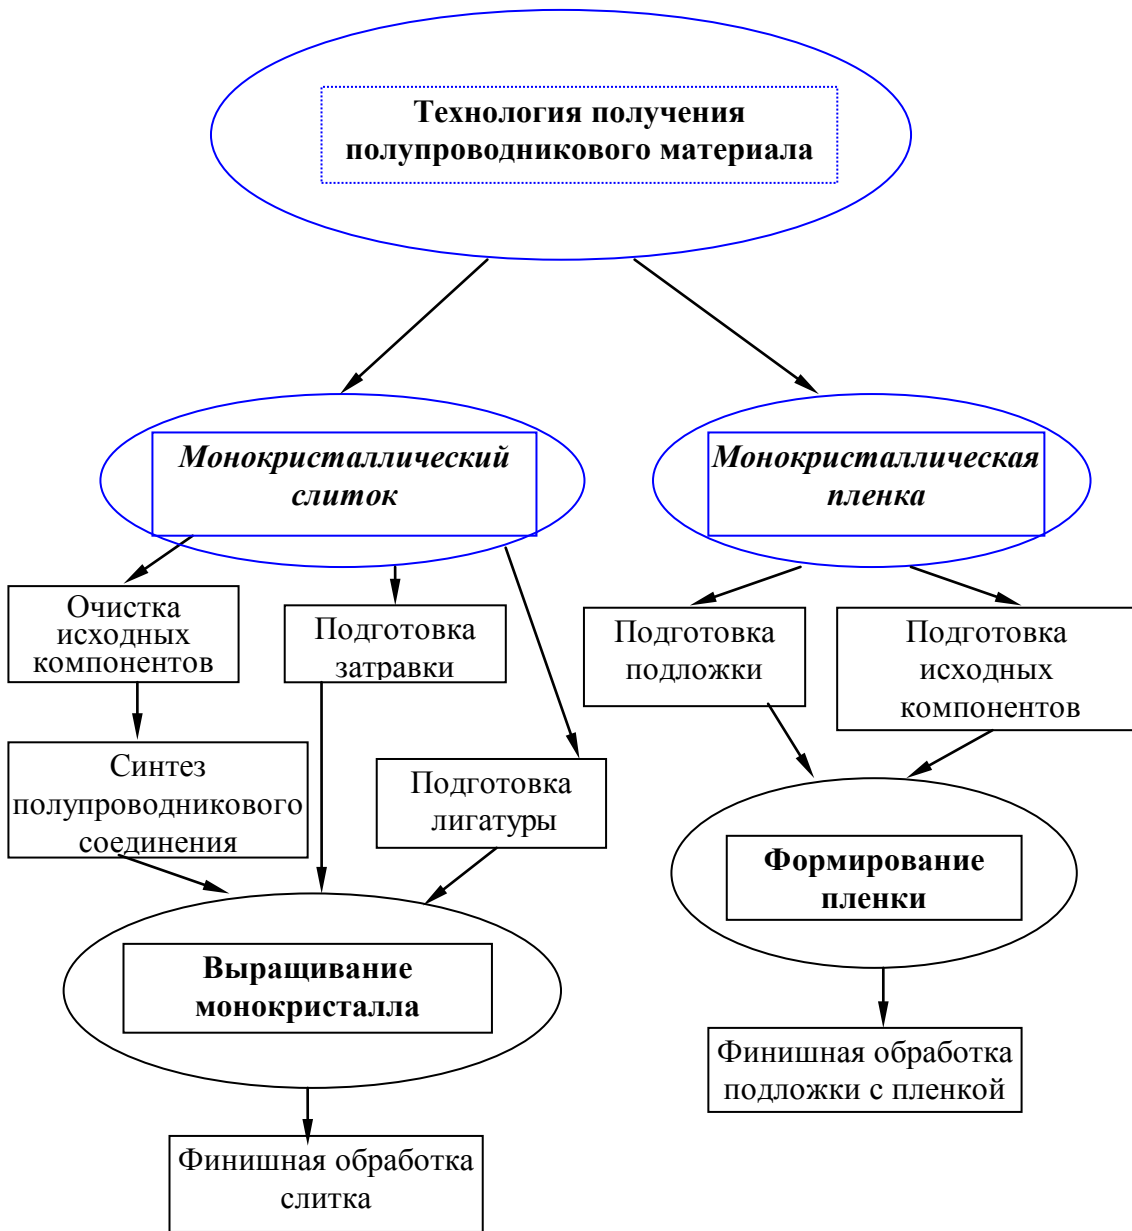 Технология получения
полупроводникового материала
Монокристаллический
слиток
Монокристаллическая
пленка
Очистка
исходных
компонентов
Подготовка
затравки
Подготовка
подложки
Подготовка
исходных
компонентов
Синтез
полупроводникового
соединения
Подготовка
лигатуры
Формирование
пленки
Выращивание
монокристалла
Финишная обработка
подложки с пленкой
Финишная обработка
слитка